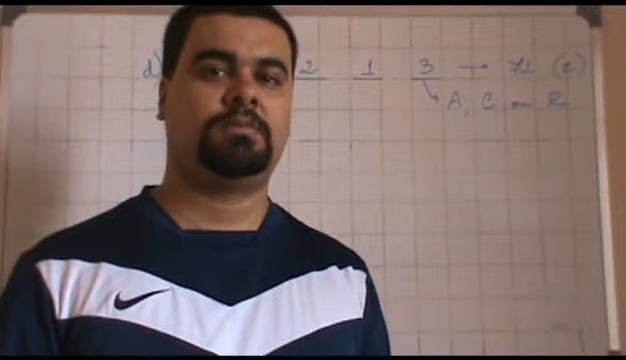 d) 2 1 3 → 72 (c)
A, C ou R